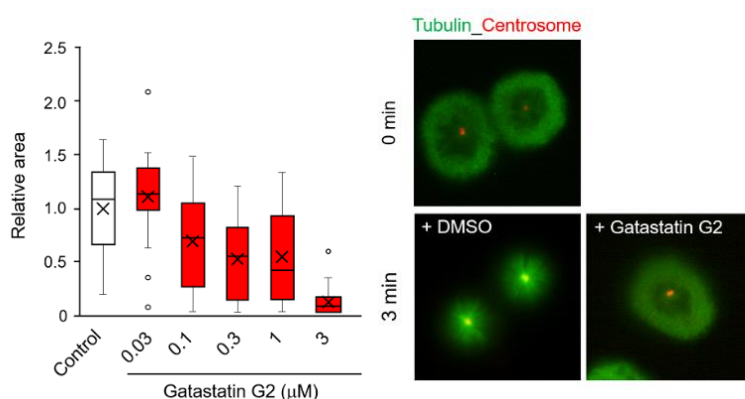 Relative area
2.5
2.0
1.5
1.0
0.5
0
Control
0.03
0.1
0.3
1
3
Gatastatin G2 (μM)
Tubulin_Centrosome
0 min
3 min
+ DMSO
+ Gatastatin G2